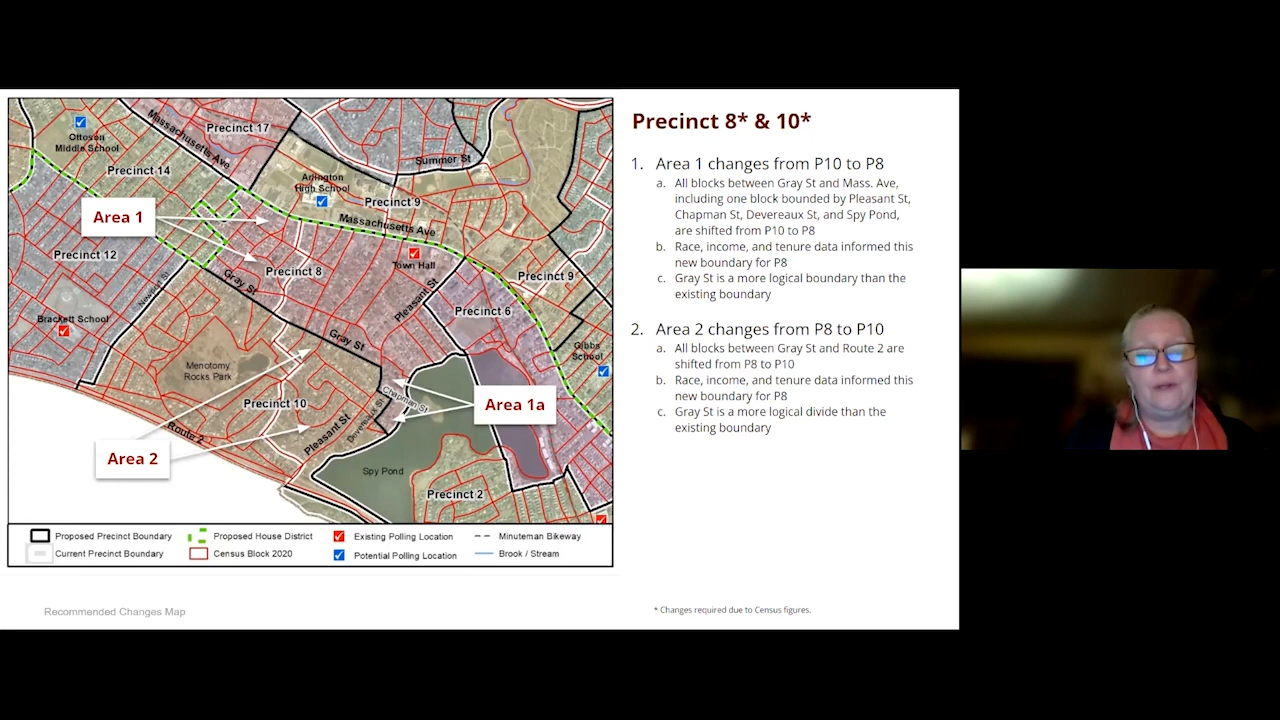 Precinct 8* & 10*
1. Area 1 changes from P10 to P8
a. All blocks between Gray St and Mass. Ave,
including one block bounded by Pleasant St,
Chapman St, Devereaux St, and Spy Pond,
are shifted from P10 to P8
b. Race, income, and tenure data informed this
new boundary for P8
c. Gray St is a more logical boundary than the
existing boundary
2. Area 2 changes from P8 to P10
a. All blocks between Gray St and Route 2 are
shifted from P8 to P10
b. Race, income, and tenure data informed this
new boundary for P8
c. Gray St is a more logical divide than the
existing boundary
* Changes required due to Census figures.
Massachusetts Ave
Precinct 17
Ottoson
Middle School
Summer St
Precinct 14
Arlington
High School
Precinct 9
Area 1
Massachusetts Ave
Precinct 12
Town Hall
Precinct 8
Precinct 9
Gray St
Newport St
Pleasant St
Precinct 6
Brackett School
Gray St
Gibbs
School
Menotomy
Rocks Park
Chapman St
Area 1a
Precinct 10
Devereaux St
Pleasant St
Route 2
Area 2
Spy Pond
Precinct 2
Proposed Precinct Boundary
Proposed House District
Existing Polling Location
Minuteman Bikeway
Current Precinct Boundary
Census Block 2020
Potential Polling Location
Brook / Stream
Recommended Changes Map